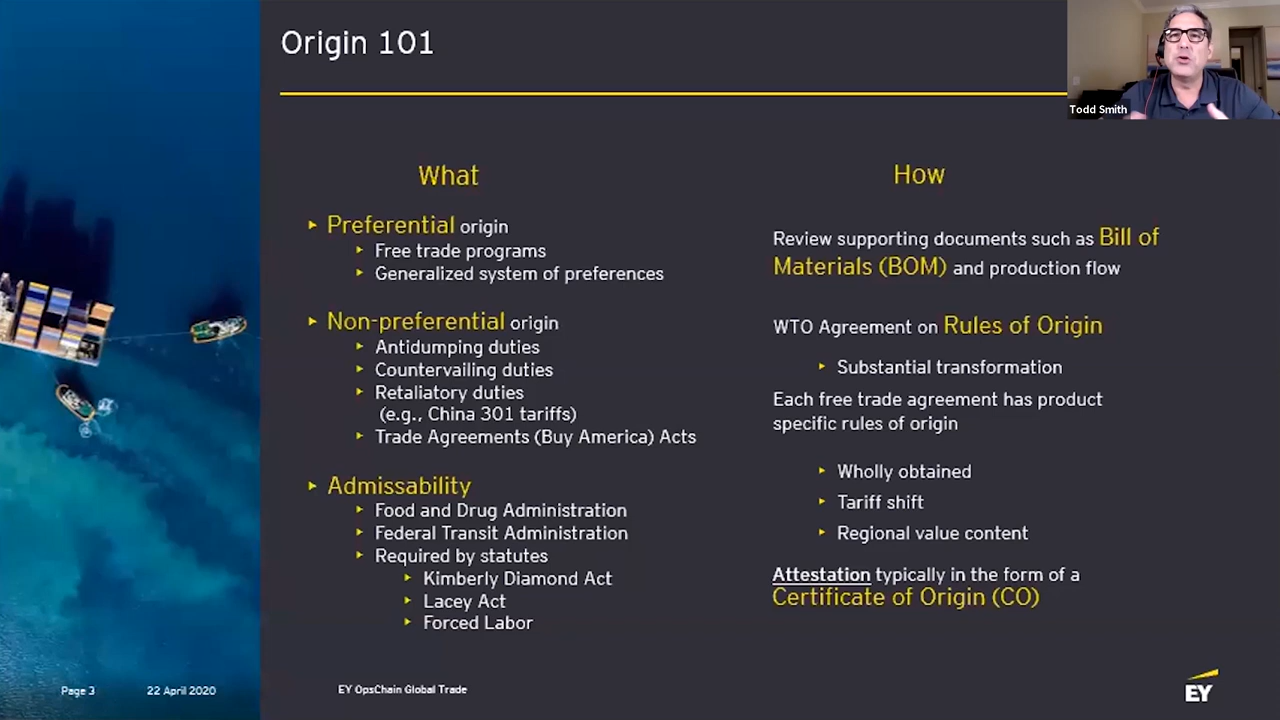 Origin 101
Todd Smith
What
Preferential origin
Free trade programs
Generalized system of preferences
Non-preferential origin
Antidumping duties
Countervailing duties
Retaliatory duties
(e.g., China 301 tariffs)
Trade Agreements (Buy America) Acts
Admissability
Food and Drug Administration
Federal Transit Administration
Required by statutes
Kimberly Diamond Act
Lacey Act
Forced Labor
How
Review supporting documents such as Bill of
Materials (BOM) and production flow
WTO Agreement on Rules of Origin
Substantial transformation
Each free trade agreement has product
specific rules of origin
Wholly obtained
Tariff shift
Regional value content
Attestation typically in the form of a
Certificate of Origin (CO)
Page 3
22 April 2020
EY OpsChain Global Trade
EY